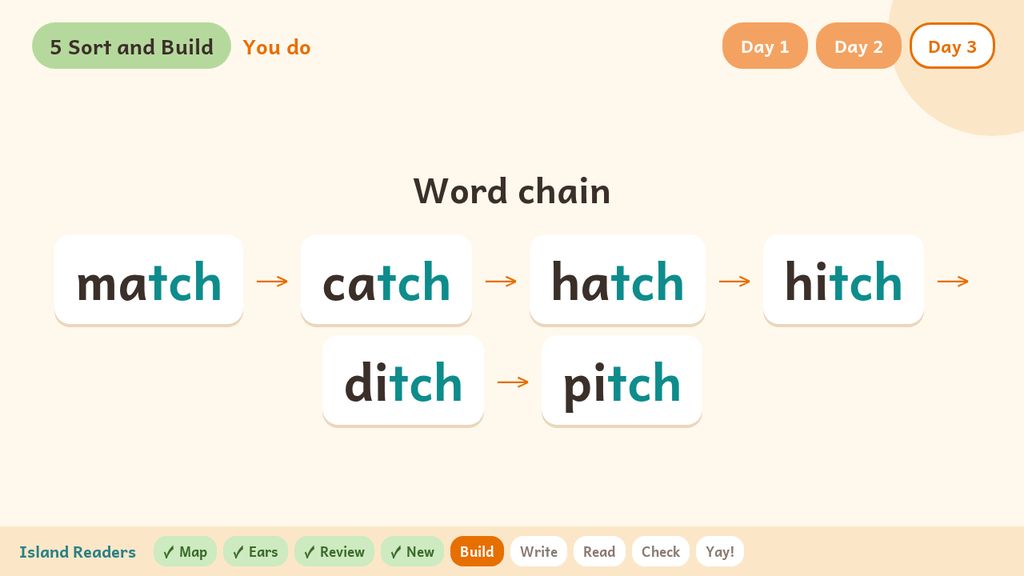 5 Sort and Build You do Day 1 Day 2 Day 3
Word chain
match → catch → hatch → hitch →
ditch → pitch
Island Readers ✓ Map ✓ Ears ✓ Review ✓ New Build Write Read Check Yay!